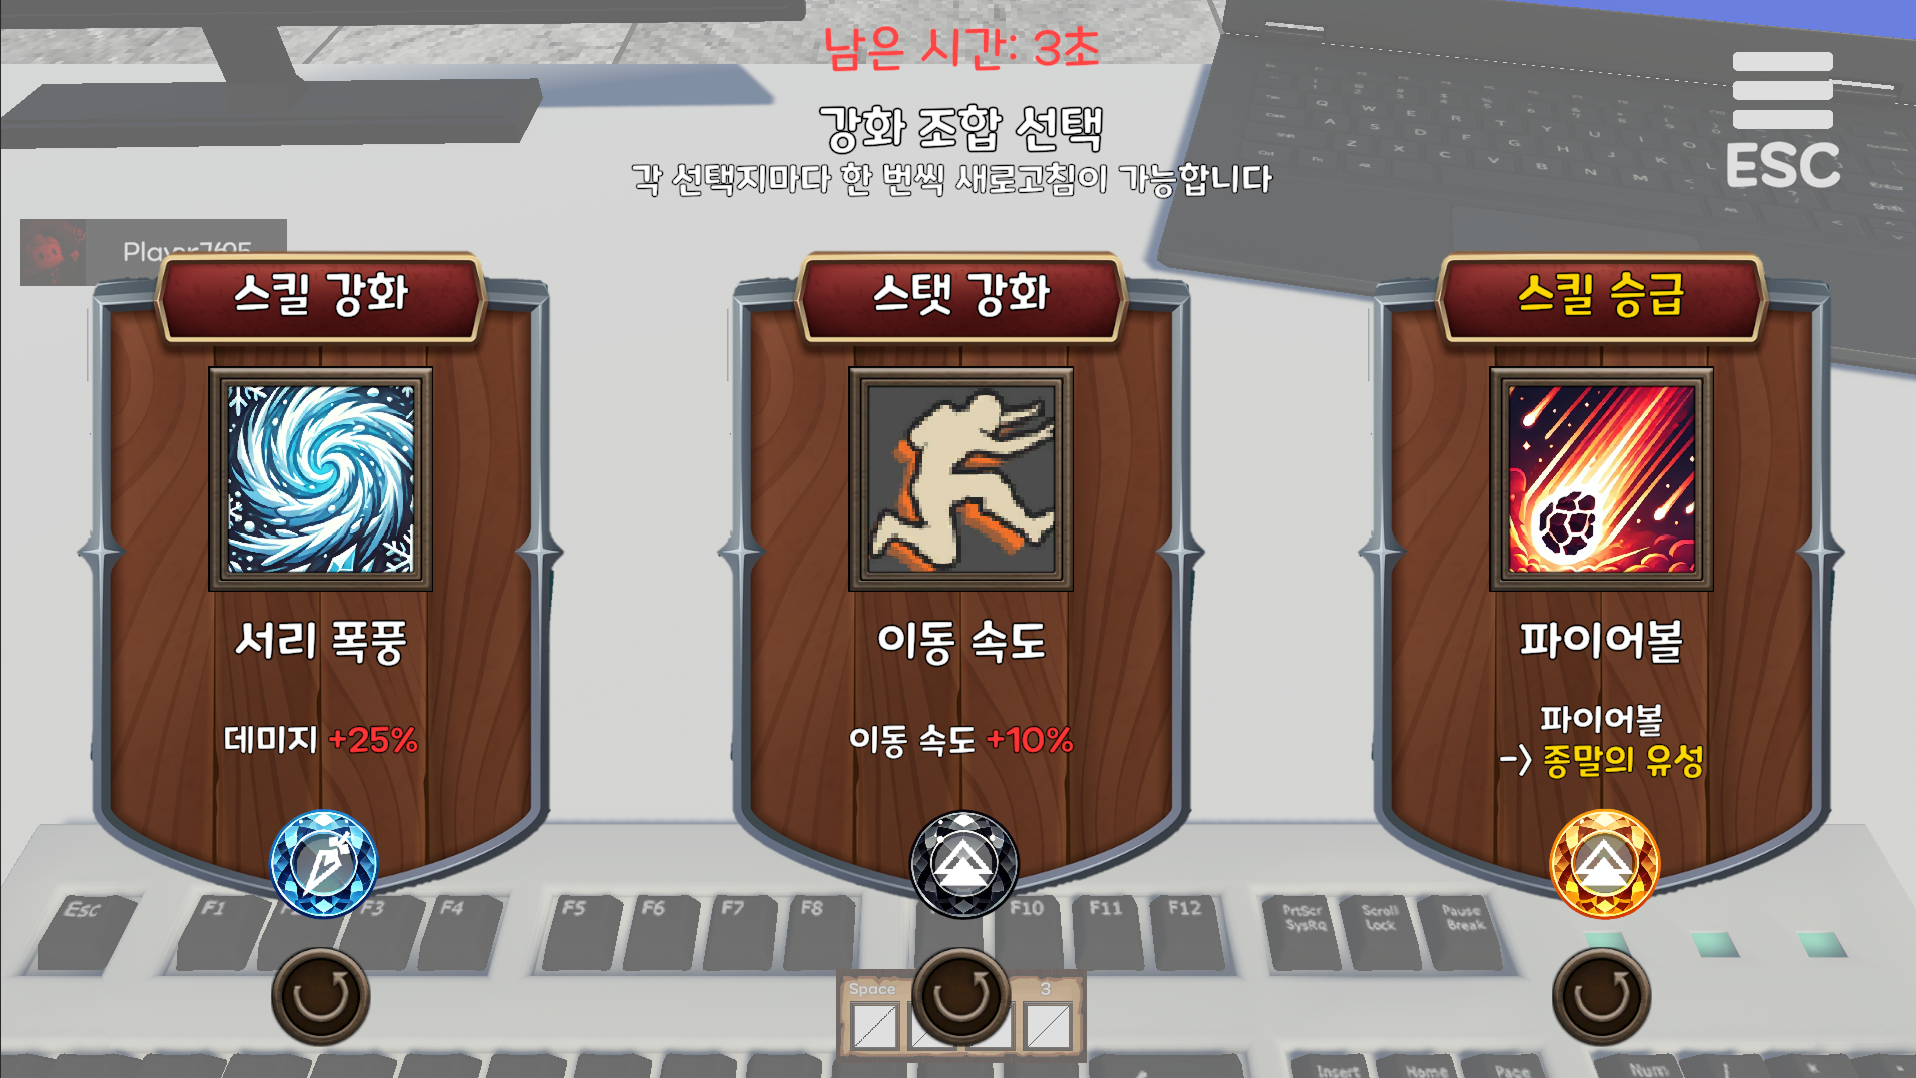 남은 시간: 3초
강화 조합 선택
각 선택지마다 한 번씩 새로고침이 가능합니다
ESC
스킬 강화
스탯 강화
스킬 승급
서리 폭풍
이동 속도
파이어볼
데미지 +25%
이동 속도 +10%
파이어볼
-> 종말의 유성
Esc
F1
F3
F4
F5
F6
F7
F8
F10
F11
F12
PrtScr
SysRq
Scroll
Lock
Pause
Break
Space
3
Insert
Home
Num